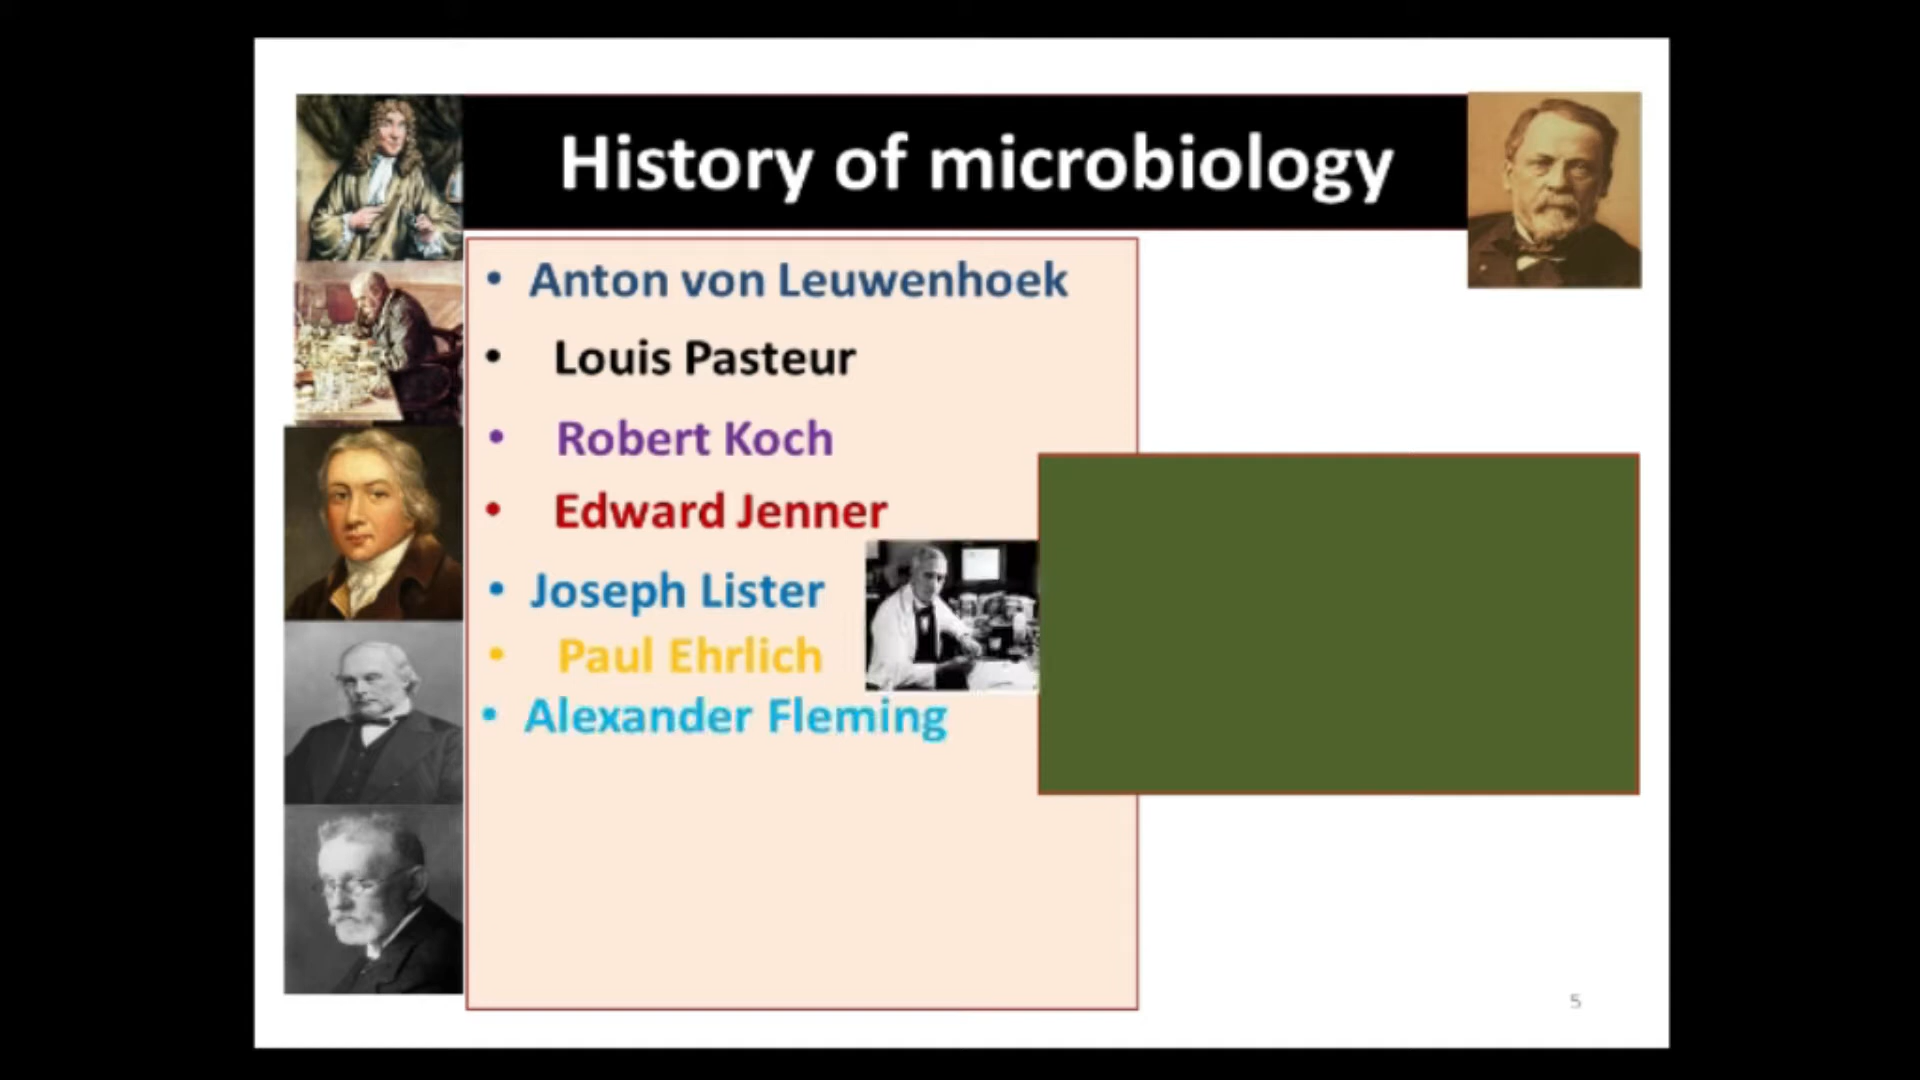 History of microbiology
• Anton von Leuwenhoek
• Louis Pasteur
• Robert Koch
• Edward Jenner
• Joseph Lister
• Paul Ehrlich
• Alexander Fleming
5